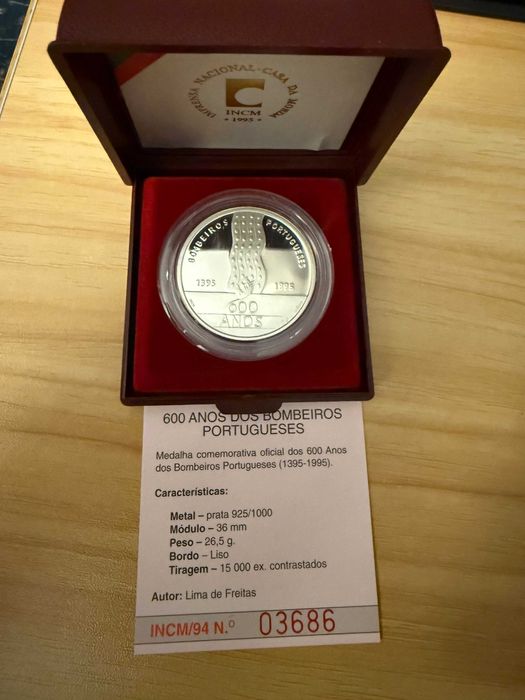 IMPRENSA NACIONAL-CASA DA MOEDA
INCM
• 1995 •
BOMBEIROS PORTUGUESES
1395 1995
600
ANOS
600 ANOS DOS BOMBEIROS
PORTUGUESES
Medalha comemorativa oficial dos 600 Anos
dos Bombeiros Portugueses (1395-1995).
Características:
Metal – prata 925/1000
Módulo – 36 mm
Peso – 26,5 g.
Bordo – Liso
Tiragem – 15 000 ex. contrastados
Autor: Lima de Freitas
INCM/94 N.º 03686